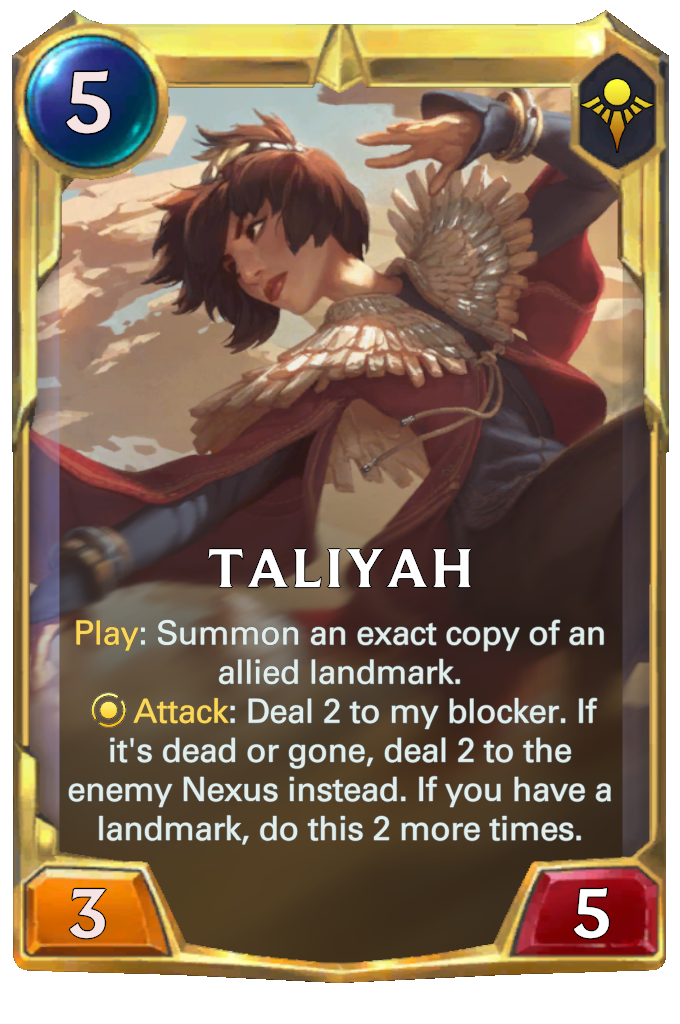 5
TALIYAH
Play: Summon an exact copy of an
allied landmark.
Attack: Deal 2 to my blocker. If
it's dead or gone, deal 2 to the
enemy Nexus instead. If you have a
landmark, do this 2 more times.
3
5